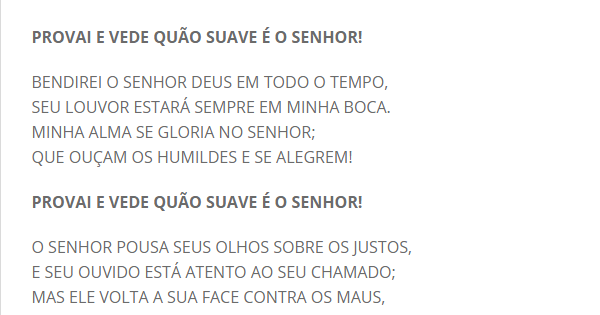 PROVAI E VEDE QUÃO SUAVE É O SENHOR!
BENDIREI O SENHOR DEUS EM TODO O TEMPO,
SEU LOUVOR ESTARÁ SEMPRE EM MINHA BOCA.
MINHA ALMA SE GLORIA NO SENHOR;
QUE OUÇAM OS HUMILDES E SE ALEGREM!
PROVAI E VEDE QUÃO SUAVE É O SENHOR!
O SENHOR POUSA SEUS OLHOS SOBRE OS JUSTOS,
E SEU OUVIDO ESTÁ ATENTO AO SEU CHAMADO;
MAS ELE VOLTA A SUA FACE CONTRA OS MAUS,